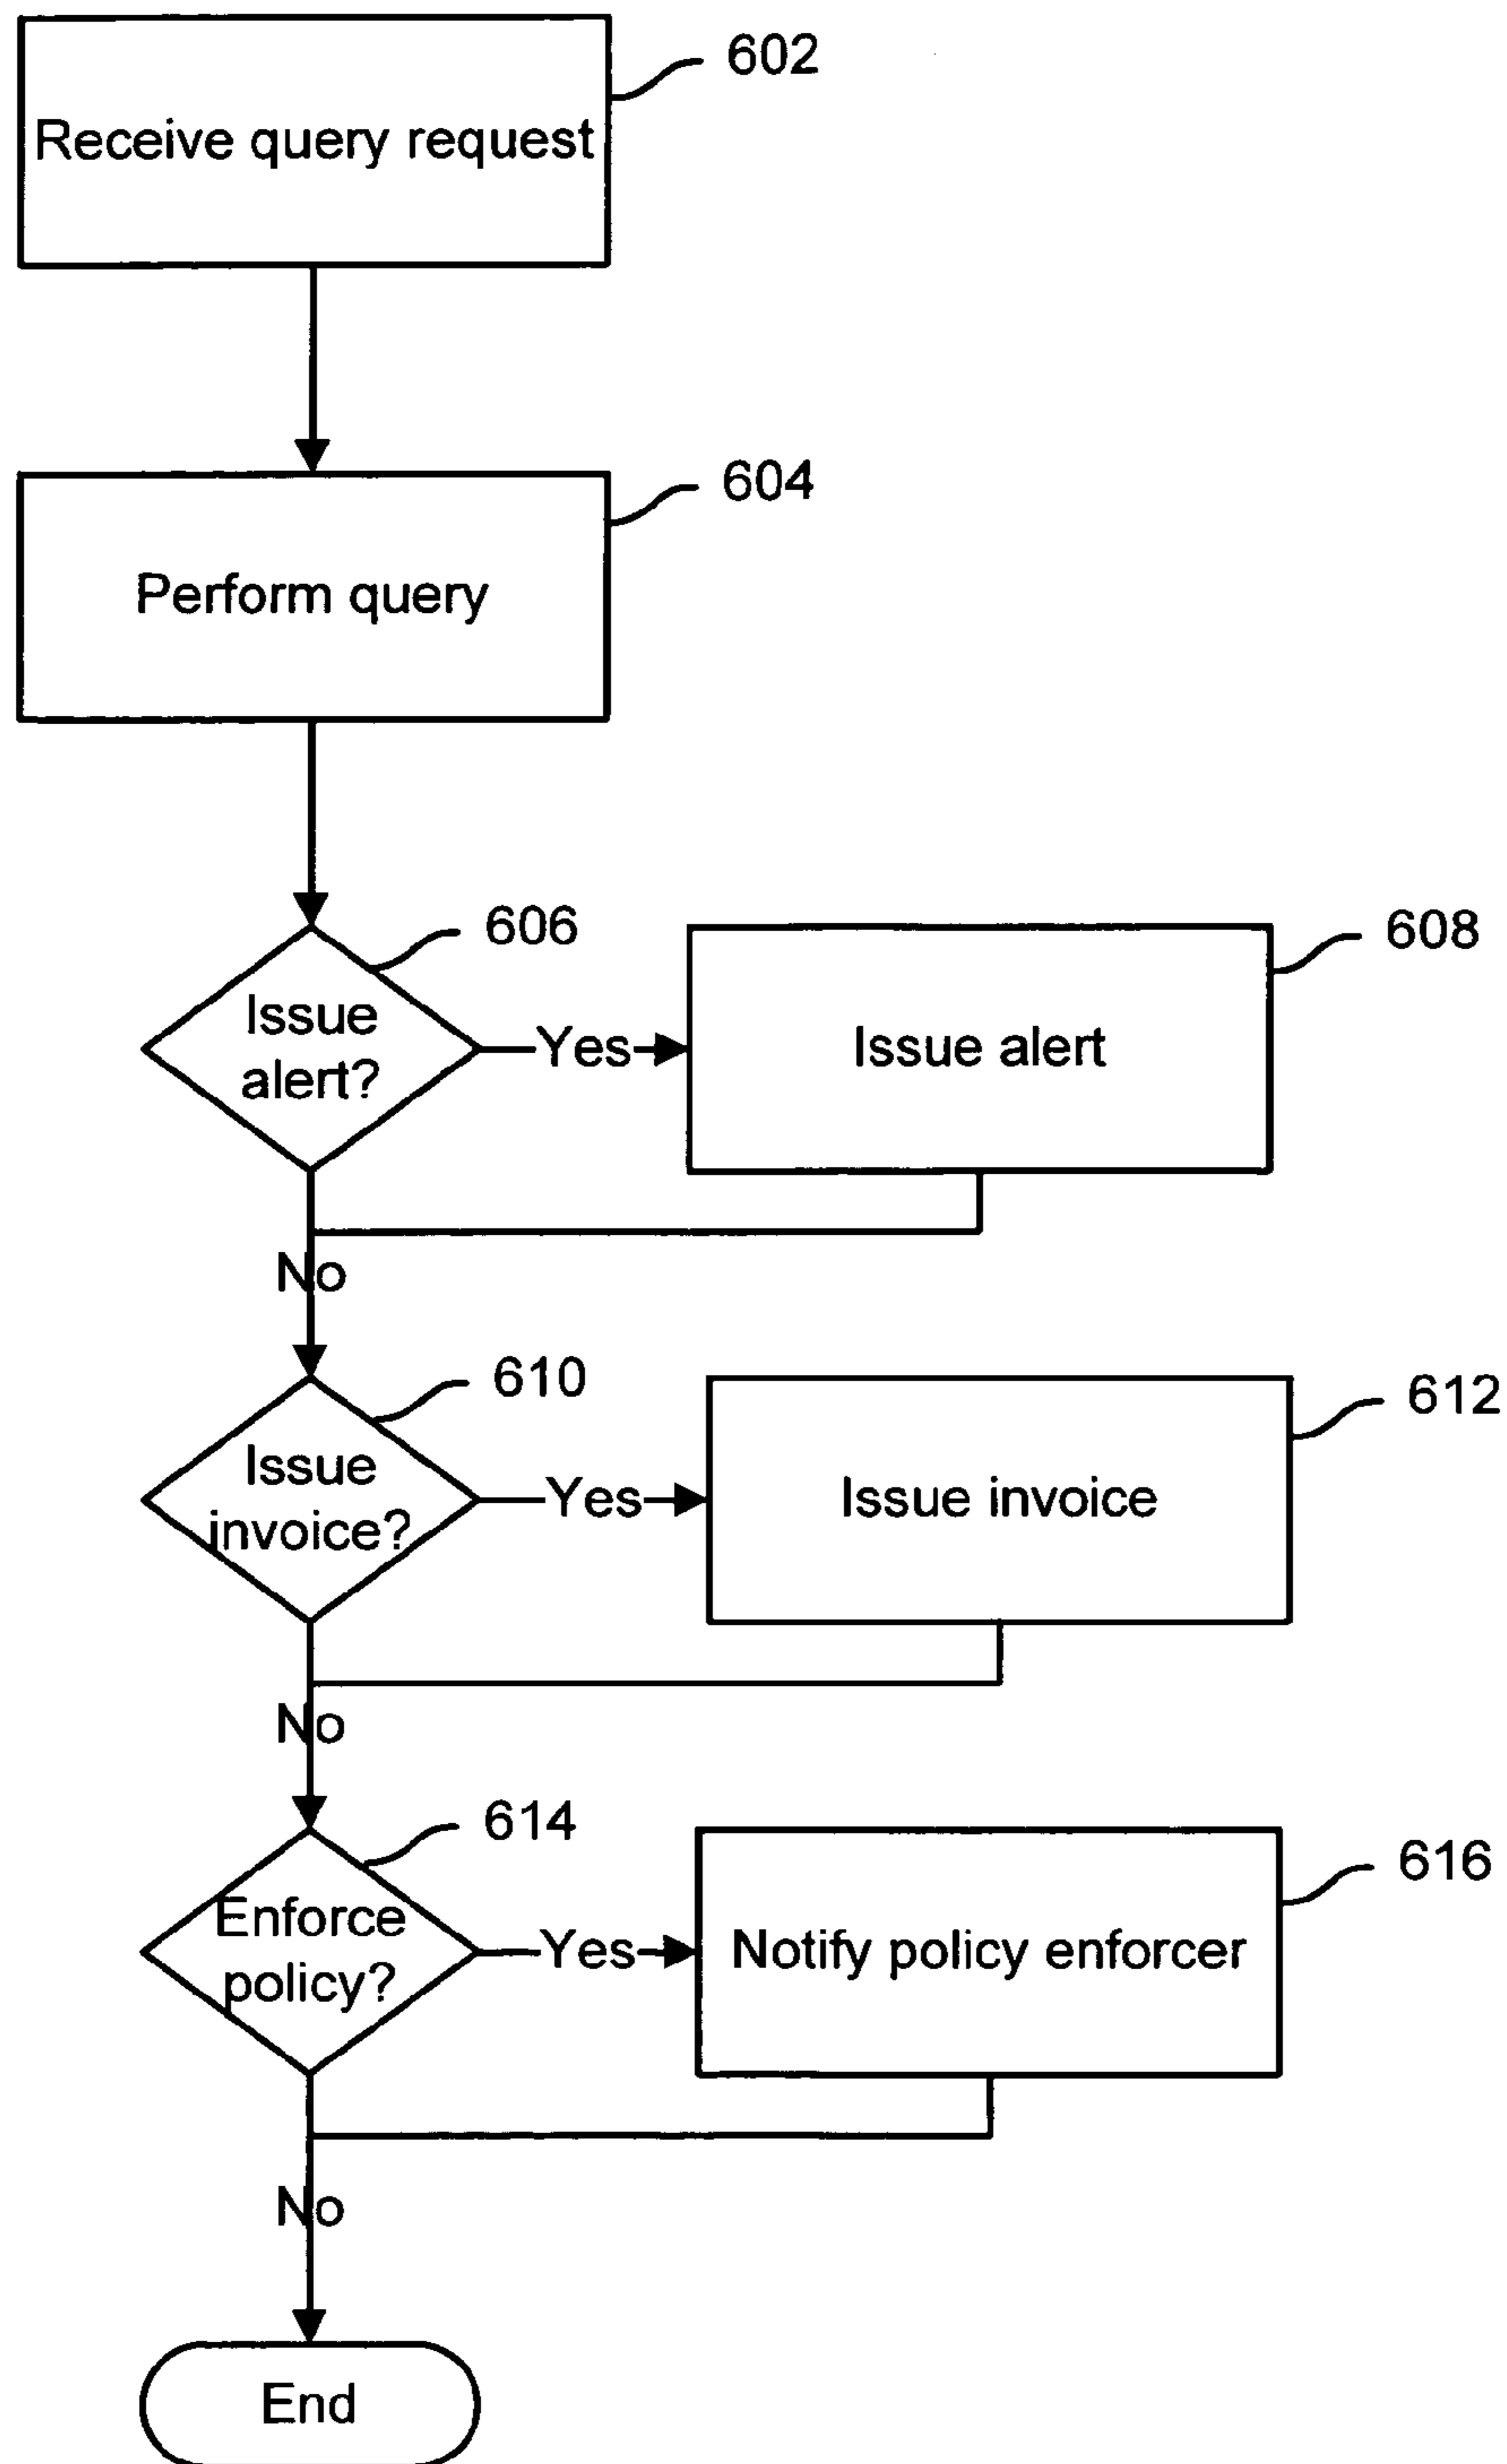 602
Receive query request
604
Perform query
606
608
Issue
alert?
Yes
Issue alert
No
610
612
Issue
invoice?
Yes
Issue invoice
No
614
616
Enforce
policy?
Yes
Notify policy enforcer
No
End